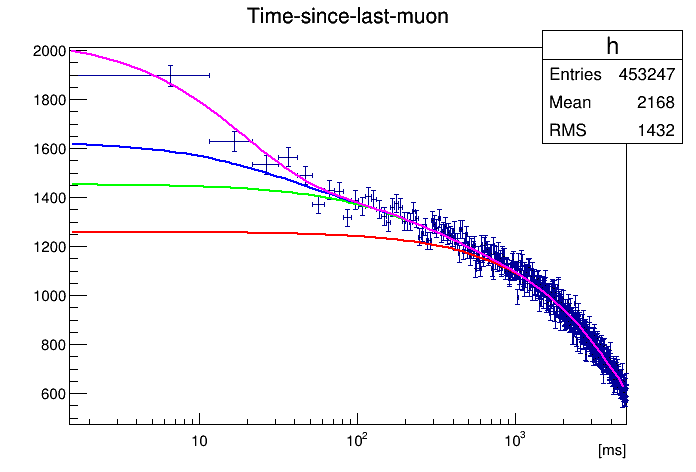 Time-since-last-muon
h
Entries 453247
Mean 2168
RMS 1432
2000
1800
1600
1400
1200
1000
800
600
10
10²
10³
[ms]